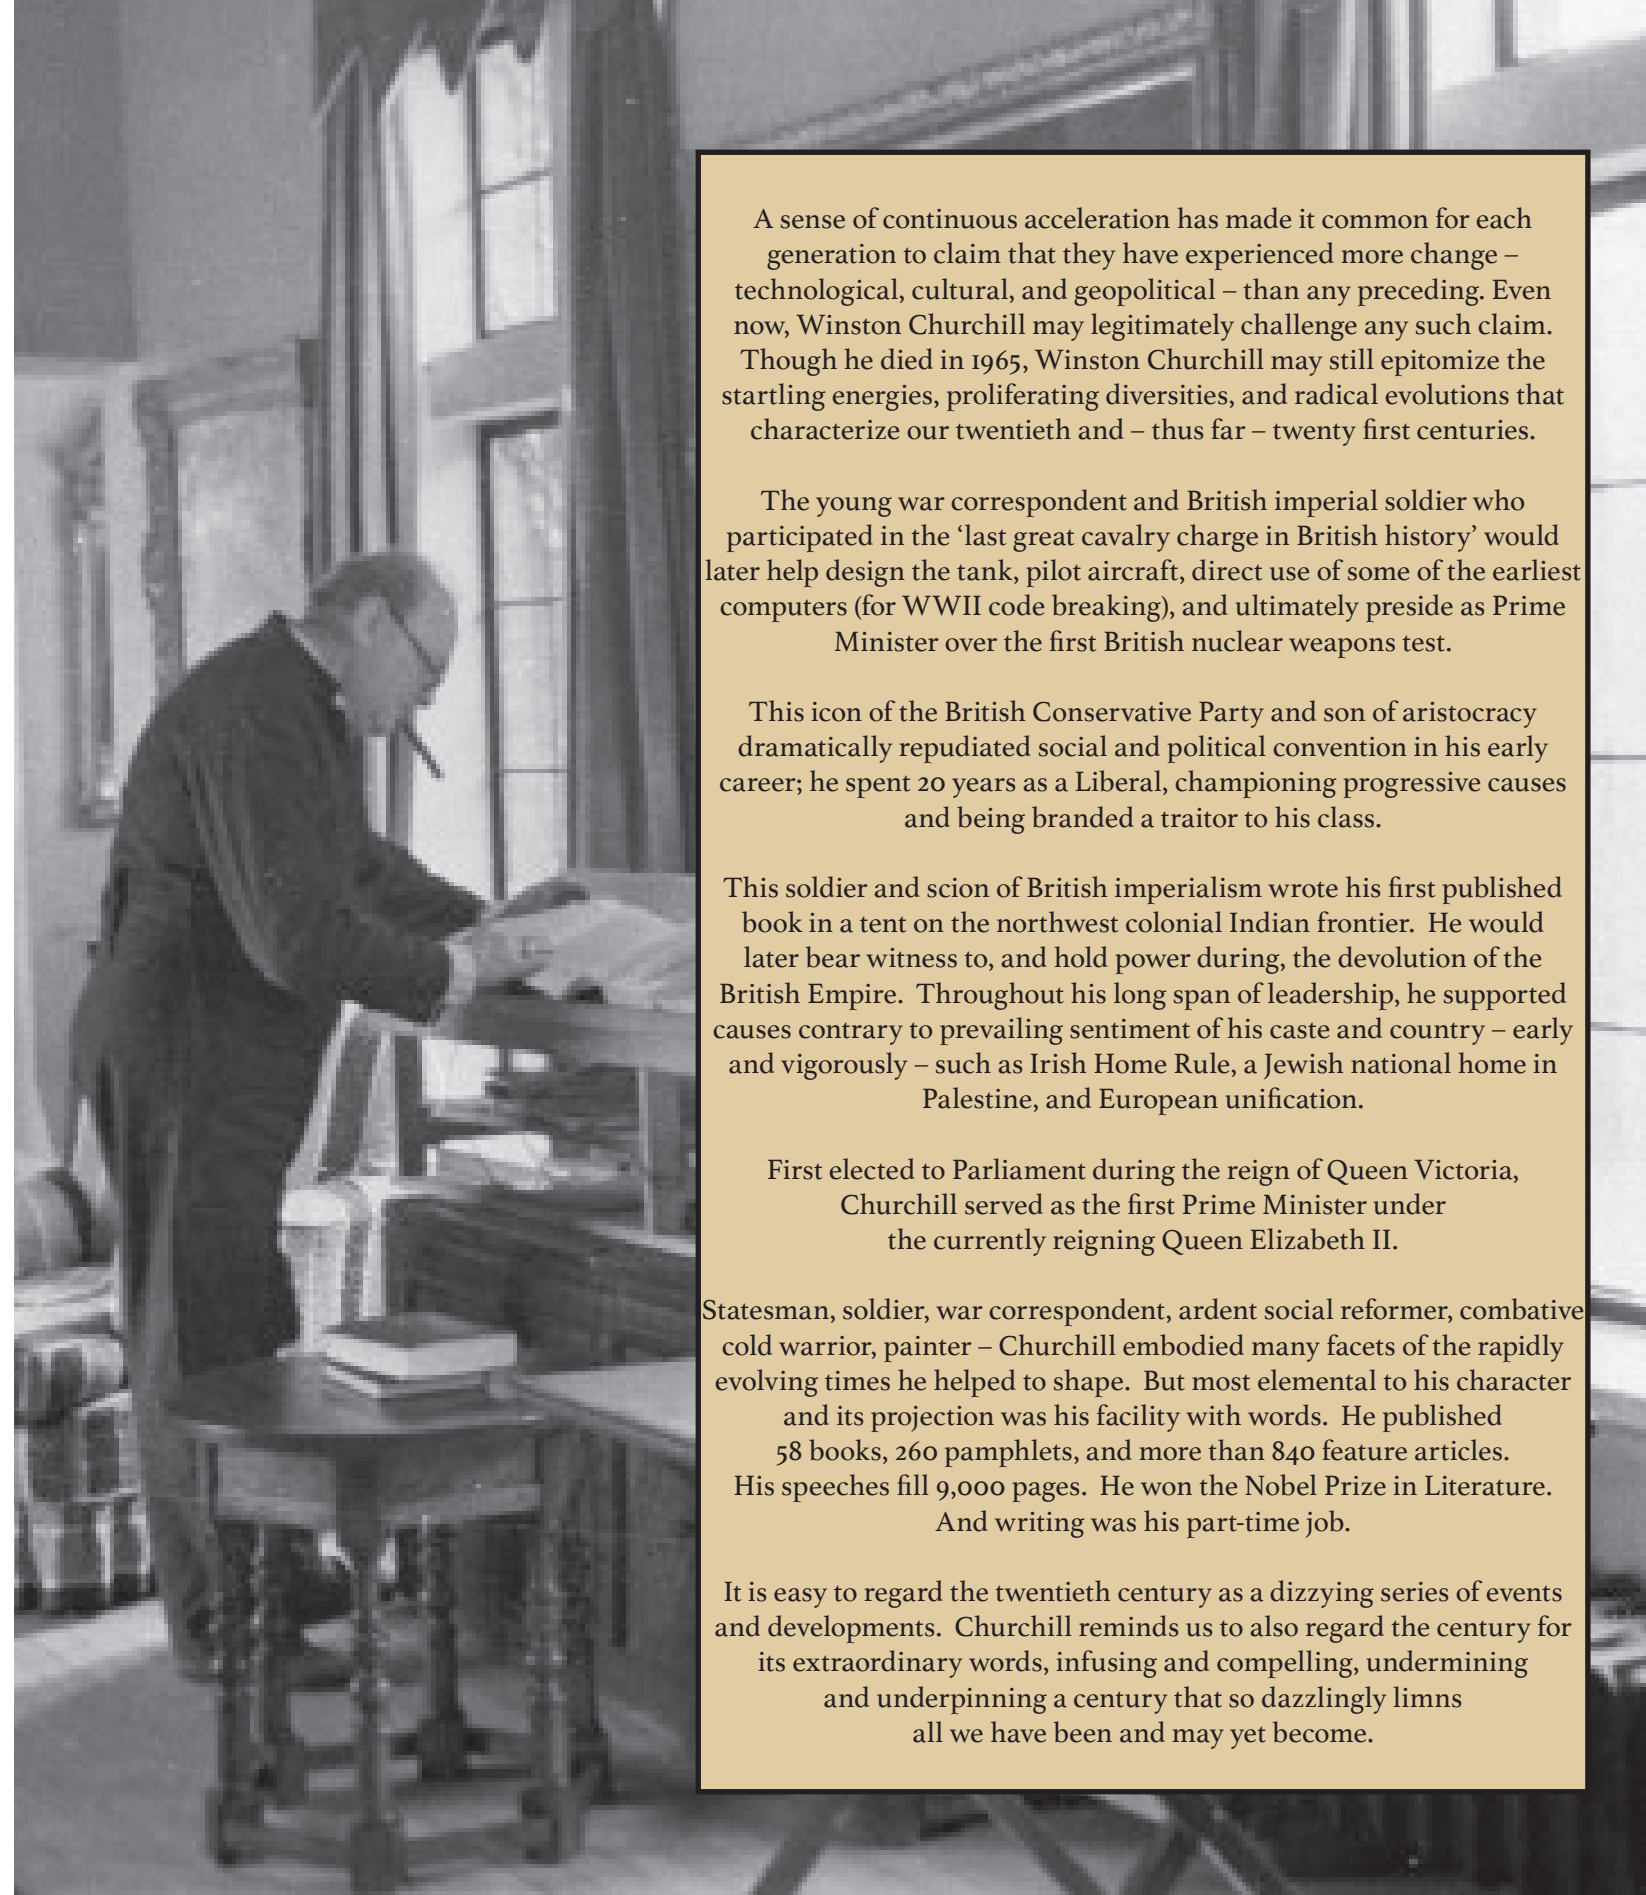 A sense of continuous acceleration has made it common for each
generation to claim that they have experienced more change –
technological, cultural, and geopolitical – than any preceding. Even
now, Winston Churchill may legitimately challenge any such claim.
Though he died in 1965, Winston Churchill may still epitomize the
startling energies, proliferating diversities, and radical evolutions that
characterize our twentieth and – thus far – twenty first centuries.
The young war correspondent and British imperial soldier who
participated in the ‘last great cavalry charge in British history’ would
later help design the tank, pilot aircraft, direct use of some of the earliest
computers (for WWII code breaking), and ultimately preside as Prime
Minister over the first British nuclear weapons test.
This icon of the British Conservative Party and son of aristocracy
dramatically repudiated social and political convention in his early
career; he spent 20 years as a Liberal, championing progressive causes
and being branded a traitor to his class.
This soldier and scion of British imperialism wrote his first published
book in a tent on the northwest colonial Indian frontier.  He would
later bear witness to, and hold power during, the devolution of the
British Empire.  Throughout his long span of leadership, he supported
causes contrary to prevailing sentiment of his caste and country – early
and vigorously – such as Irish Home Rule, a Jewish national home in
Palestine, and European unification.
First elected to Parliament during the reign of Queen Victoria,
Churchill served as the first Prime Minister under
the currently reigning Queen Elizabeth II.
Statesman, soldier, war correspondent, ardent social reformer, combative
cold warrior, painter – Churchill embodied many facets of the rapidly
evolving times he helped to shape.  But most elemental to his character
and its projection was his facility with words.  He published
58 books, 260 pamphlets, and more than 840 feature articles.
His speeches fill 9,000 pages.  He won the Nobel Prize in Literature.
And writing was his part-time job.
It is easy to regard the twentieth century as a dizzying series of events
and developments.  Churchill reminds us to also regard the century for
its extraordinary words, infusing and compelling, undermining
and underpinning a century that so dazzlingly limns
all we have been and may yet become.